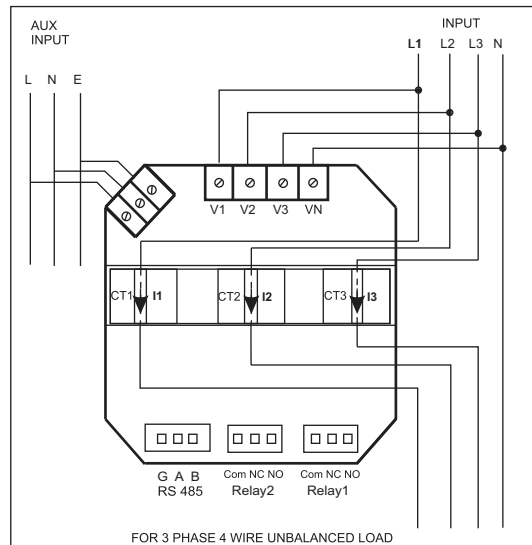 AUX
INPUT
INPUT
L1 L2 L3 N
L N E
V1 V2 V3 VN
CT1 I1 CT2 I2 CT3 I3
G A B
RS 485
Com NC NO
Relay2
Com NC NO
Relay1
FOR 3 PHASE 4 WIRE UNBALANCED LOAD